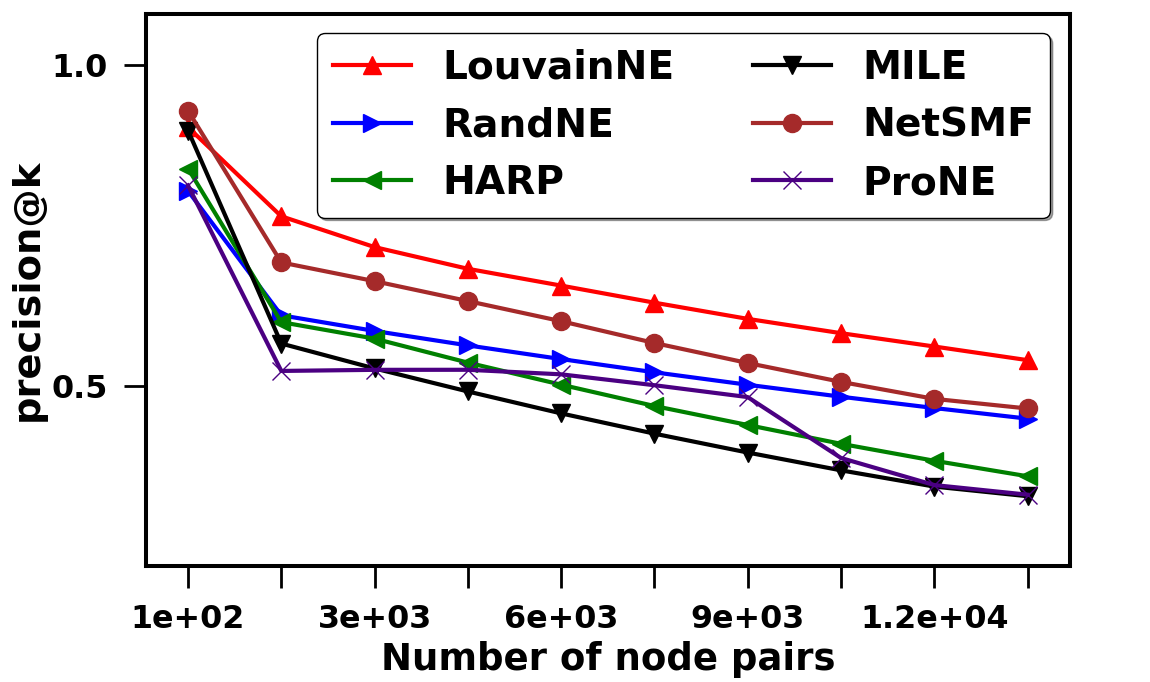 1.0
0.5
precision@k
LouvainNE
RandNE
HARP
MILE
NetSMF
ProNE
1e+02 3e+03 6e+03 9e+03 1.2e+04
Number of node pairs